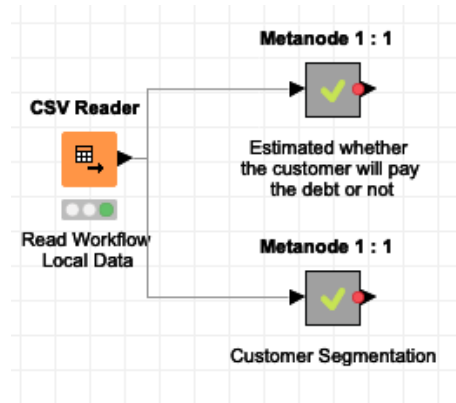 Metanode 1 : 1
CSV Reader
Estimated whether
the customer will pay
the debt or not
Read Workflow
Local Data
Metanode 1 : 1
Customer Segmentation